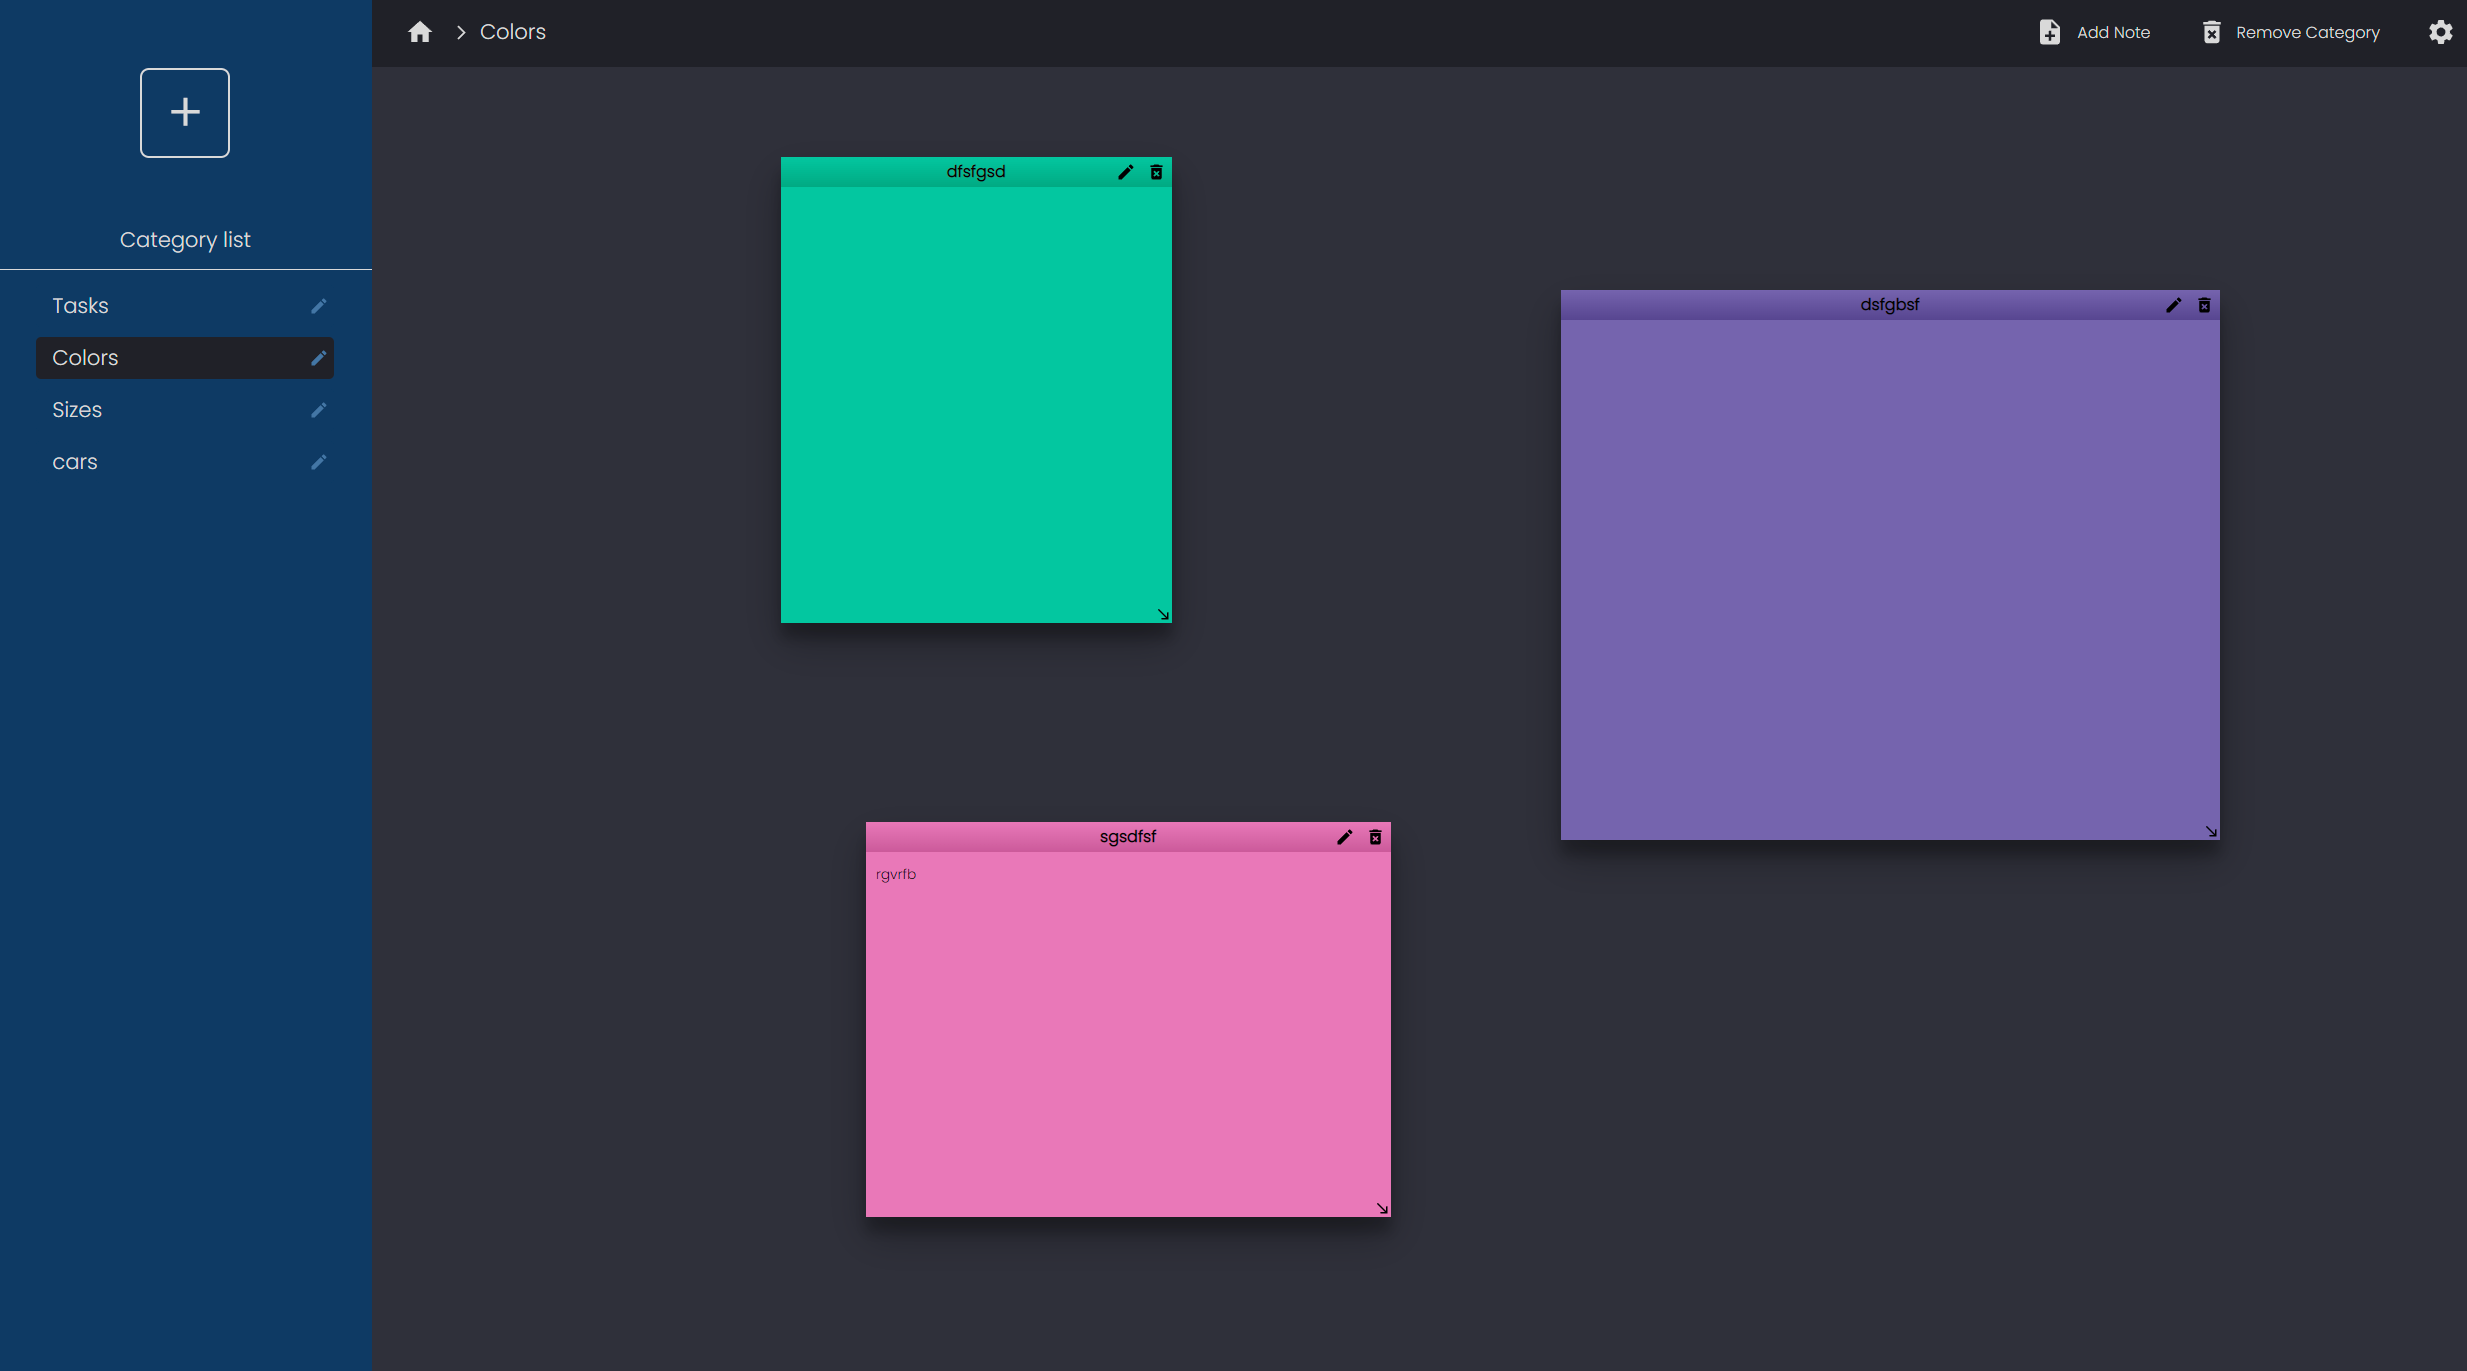 Colors
Add Note
Remove Category
Category list
Tasks
Colors
Sizes
cars
dfsfgsd
dsfgbsf
sgsdfsf
rgvrfb